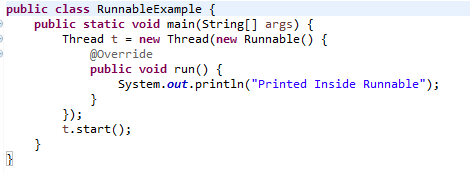 public class RunnableExample {
    public static void main(String[] args) {
        Thread t = new Thread(new Runnable() {
            @Override
            public void run() {
                System.out.println("Printed Inside Runnable");
            }
        });
        t.start();
    }
}